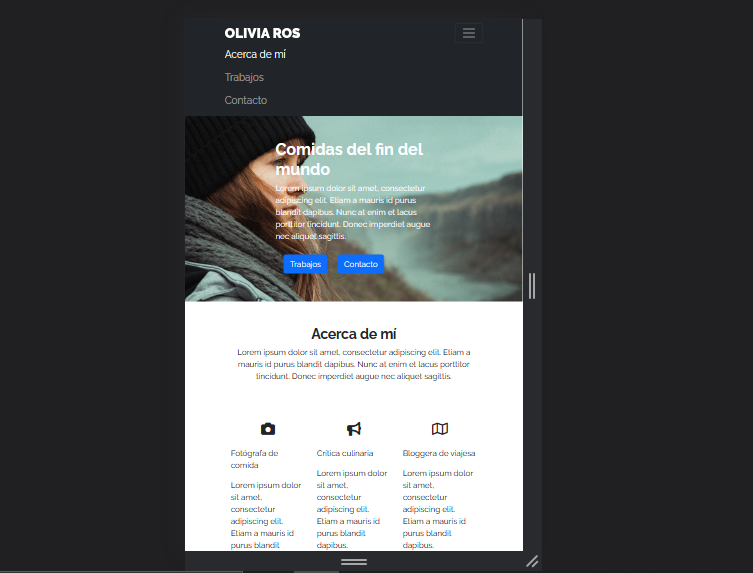 OLIVIA ROS
Acerca de mí
Trabajos
Contacto
Comidas del fin del
mundo
Lorem ipsum dolor sit amet, consectetur
adipiscing elit. Etiam a mauris id purus
blandit dapibus. Nunc at enim et lacus
porttitor tincidunt. Donec imperdiet augue
nec aliquet sagittis.
Trabajos Contacto
Acerca de mí
Lorem ipsum dolor sit amet, consectetur adipiscing elit. Etiam a
mauris id purus blandit dapibus. Nunc at enim et lacus porttitor
tincidunt. Donec imperdiet augue nec aliquet sagittis.
Fotógrafa de
comida
Lorem ipsum dolor
sit amet,
consectetur
adipiscing elit.
Etiam a mauris id
purus blandit
Crítica culinaria
Lorem ipsum dolor
sit amet,
consectetur
adipiscing elit.
Etiam a mauris id
purus blandit
dapibus.
Bloggera de viajesa
Lorem ipsum dolor
sit amet,
consectetur
adipiscing elit.
Etiam a mauris id
purus blandit
dapibus.